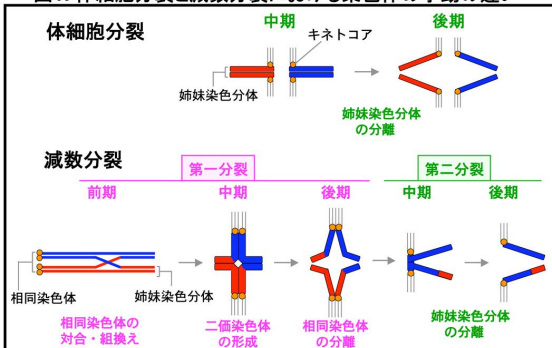 体細胞分裂
中期
後期
キネトコア
姉妹染色分体
姉妹染色分体
の分離
減数分裂
第一分裂
第二分裂
前期
中期
後期
中期
後期
相同染色体
姉妹染色分体
相同染色体の
対合・組換え
二価染色体
の形成
相同染色体
の分離
姉妹染色分体
の分離